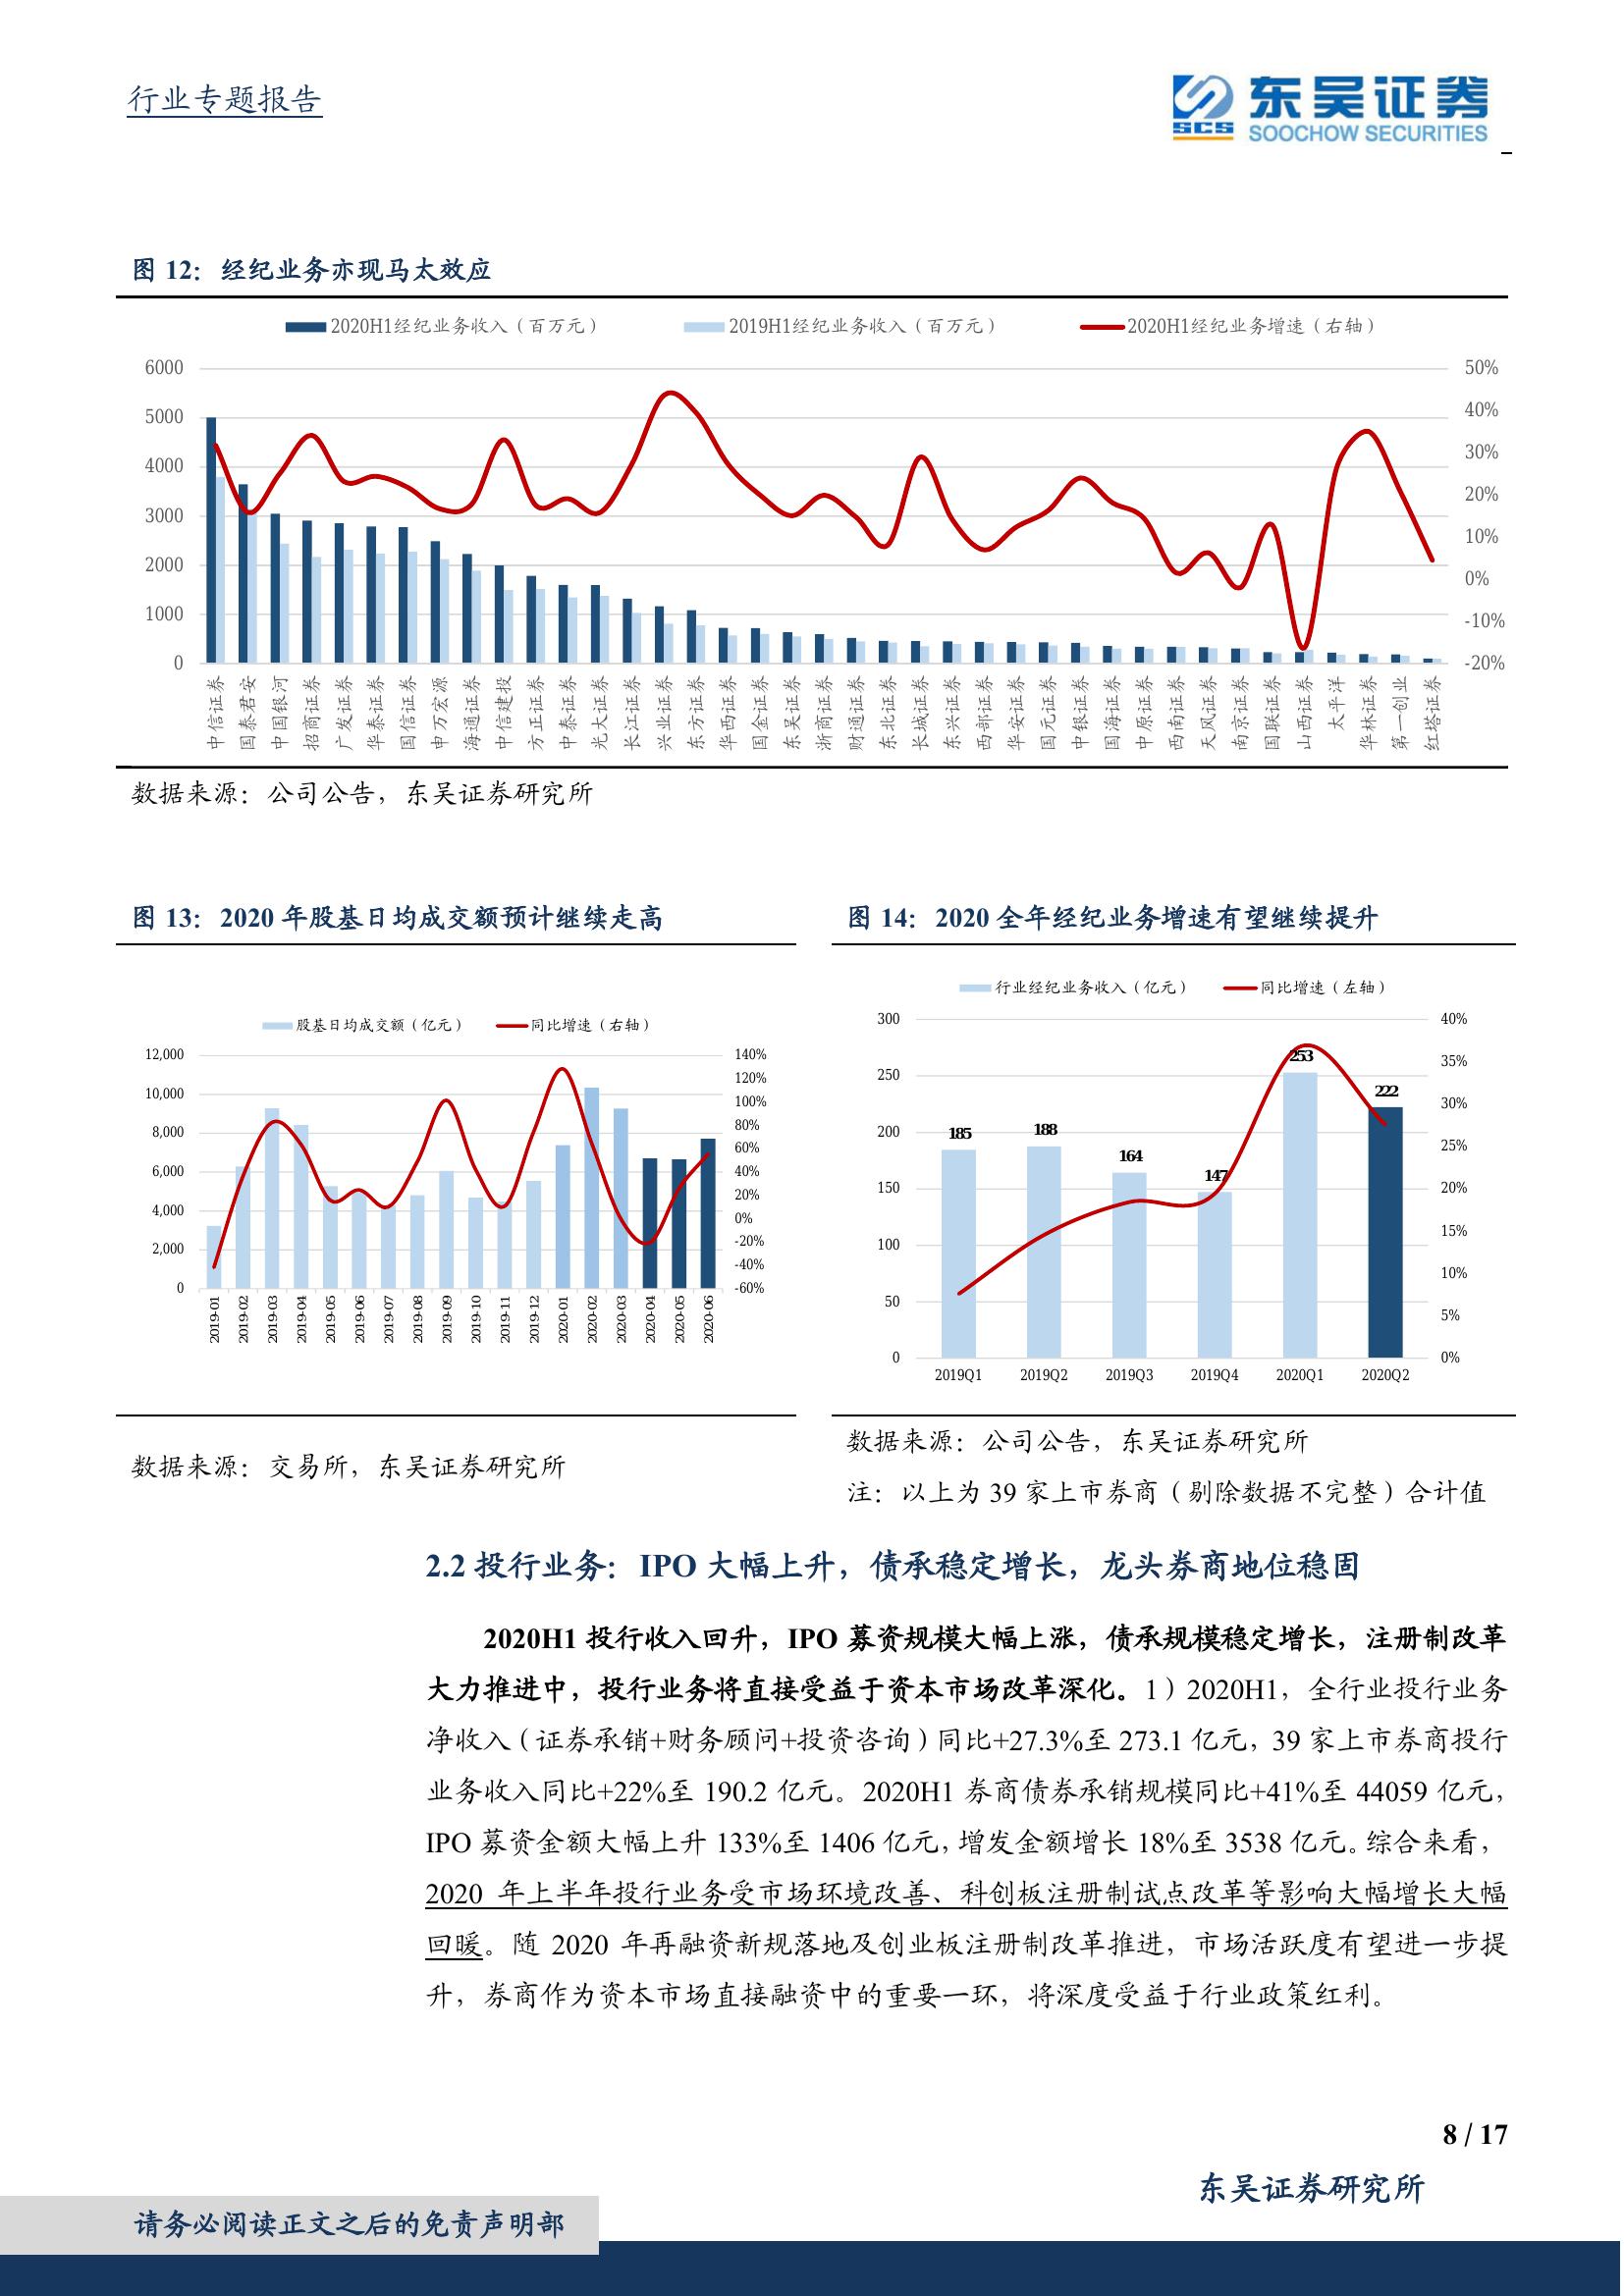 行业专题报告
东吴证券
SCS
SOOCHOW SECURITIES
图 12：经纪业务亦现马太效应
2020H1经纪业务收入（百万元） 2019H1经纪业务收入（百万元） 2020H1经纪业务增速（右轴）
6000
5000
4000
3000
2000
1000
0
50%
40%
30%
20%
10%
0%
-10%
-20%
中信证券
国泰君安
中国银河
招商证券
广发证券
华泰证券
国信证券
申万宏源
海通证券
中信建投
方正证券
中泰证券
光大证券
长江证券
兴业证券
东方证券
华西证券
国金证券
东吴证券
浙商证券
财通证券
东北证券
长城证券
东兴证券
西部证券
华安证券
国元证券
中银证券
国海证券
中原证券
西南证券
天风证券
南京证券
国联证券
山西证券
太平洋
华林证券
第一创业
红塔证券
数据来源：公司公告，东吴证券研究所
图 13：2020 年股基日均成交额预计继续走高
股基日均成交额（亿元） 同比增速（右轴）
12,000
10,000
8,000
6,000
4,000
2,000
0
140%
120%
100%
80%
60%
40%
20%
0%
-20%
-40%
-60%
2019-01
2019-02
2019-03
2019-04
2019-05
2019-06
2019-07
2019-08
2019-09
2019-10
2019-11
2019-12
2020-01
2020-02
2020-03
2020-04
2020-05
2020-06
数据来源：交易所，东吴证券研究所
图 14：2020 全年经纪业务增速有望继续提升
行业经纪业务收入（亿元） 同比增速（左轴）
300
250
200
150
100
50
0
40%
35%
30%
25%
20%
15%
10%
5%
0%
185
188
164
147
253
222
2019Q1 2019Q2 2019Q3 2019Q4 2020Q1 2020Q2
数据来源：公司公告，东吴证券研究所
注：以上为 39 家上市券商（剔除数据不完整）合计值
2.2 投行业务：IPO 大幅上升，债承稳定增长，龙头券商地位稳固
2020H1 投行收入回升，IPO 募资规模大幅上涨，债承规模稳定增长，注册制改革
大力推进中，投行业务将直接受益于资本市场改革深化。1）2020H1，全行业投行业务
净收入（证券承销+财务顾问+投资咨询）同比+27.3%至 273.1 亿元，39 家上市券商投行
业务收入同比+22%至 190.2 亿元。2020H1 券商债券承销规模同比+41%至 44059 亿元，
IPO 募资金额大幅上升 133%至 1406 亿元，增发金额增长 18%至 3538 亿元。综合来看，
2020 年上半年投行业务受市场环境改善、科创板注册制试点改革等影响大幅增长大幅
回暖。随 2020 年再融资新规落地及创业板注册制改革推进，市场活跃度有望进一步提
升，券商作为资本市场直接融资中的重要一环，将深度受益于行业政策红利。
8 / 17
东吴证券研究所
请务必阅读正文之后的免责声明部